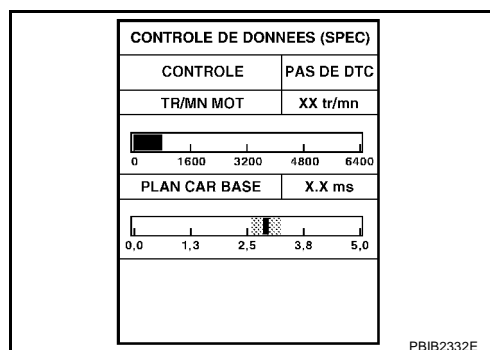 CONTROLE DE DONNEES (SPEC)
CONTROLE PAS DE DTC
TR/MN MOT XX tr/mn
0 1600 3200 4800 6400
PLAN CAR BASE X.X ms
0,0 1,3 2,5 3,8 5,0
PBIB2332E